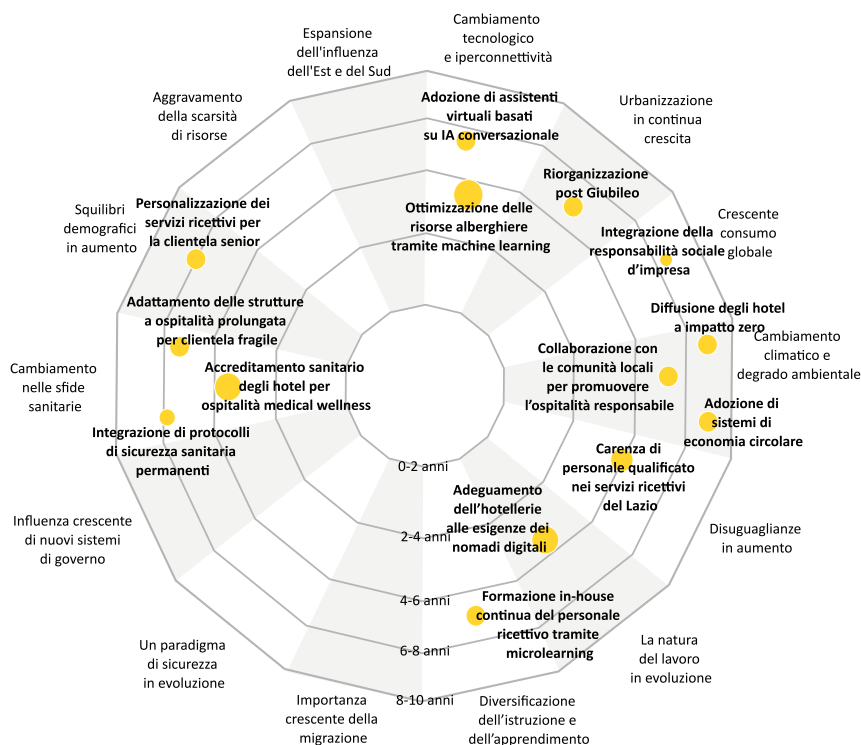 Espansione
dell'influenza
dell'Est e del Sud
Cambiamento
tecnologico
e iperconnettività
Aggravamento
della scarsità
di risorse
Adozione di assistenti
virtuali basati
su IA conversazionale
Urbanizzazione
in continua
crescita
Squilibri
demografici
in aumento
Personalizzazione dei
servizi ricettivi per
la clientela senior
Ottimizzazione delle
risorse alberghiere
tramite machine learning
Riorganizzazione
post Giubileo
Integrazione della
responsabilità sociale
d’impresa
Crescente
consumo
globale
Adattamento delle strutture
a ospitalità prolungata
per clientela fragile
Diffusione degli hotel
a impatto zero
Cambiamento
climatico e
degrado ambientale
Cambiamento
nelle sfide
sanitarie
Accreditamento sanitario
degli hotel per
ospitalità medical wellness
Collaborazione con
le comunità locali
per promuovere
l’ospitalità responsabile
Adozione di
sistemi di
economia circolare
Integrazione di protocolli
di sicurezza sanitaria
permanenti
Carenza di
personale qualificato
nei servizi ricettivi
del Lazio
0-2 anni
Adeguamento
dell’hotellerie
alle esigenze dei
nomadi digitali
2-4 anni
Influenza crescente
di nuovi sistemi
di governo
Disuguaglianze
in aumento
4-6 anni
Formazione in-house
continua del personale
ricettivo tramite
microlearning
6-8 anni
Un paradigma
di sicurezza
in evoluzione
La natura
del lavoro
in evoluzione
8-10 anni
Importanza
crescente della
migrazione
Diversificazione
dell’istruzione e
dell’apprendimento